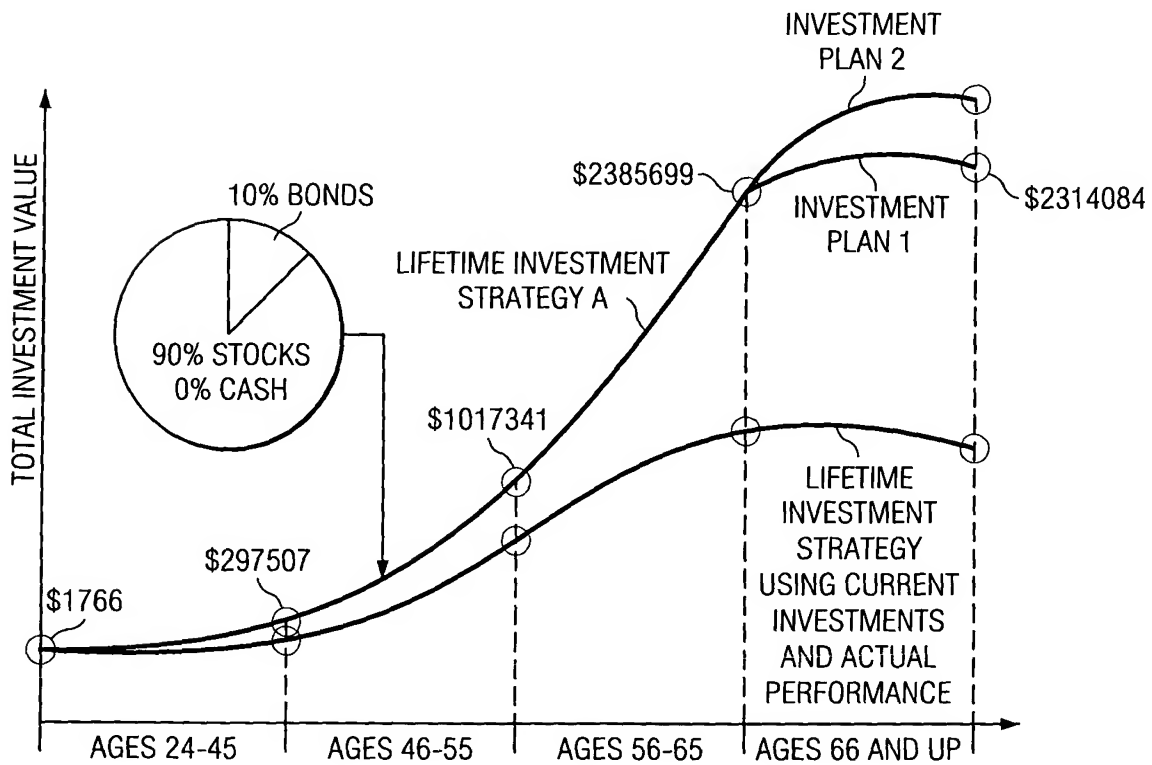 INVESTMENT
PLAN 2
TOTAL INVESTMENT VALUE
10% BONDS
90% STOCKS
0% CASH
LIFETIME INVESTMENT
STRATEGY A
$2385699
INVESTMENT
PLAN 1
$2314084
$1017341
$297507
$1766
LIFETIME
INVESTMENT
STRATEGY
USING CURRENT
INVESTMENTS
AND ACTUAL
PERFORMANCE
AGES 24-45
AGES 46-55
AGES 56-65
AGES 66 AND UP